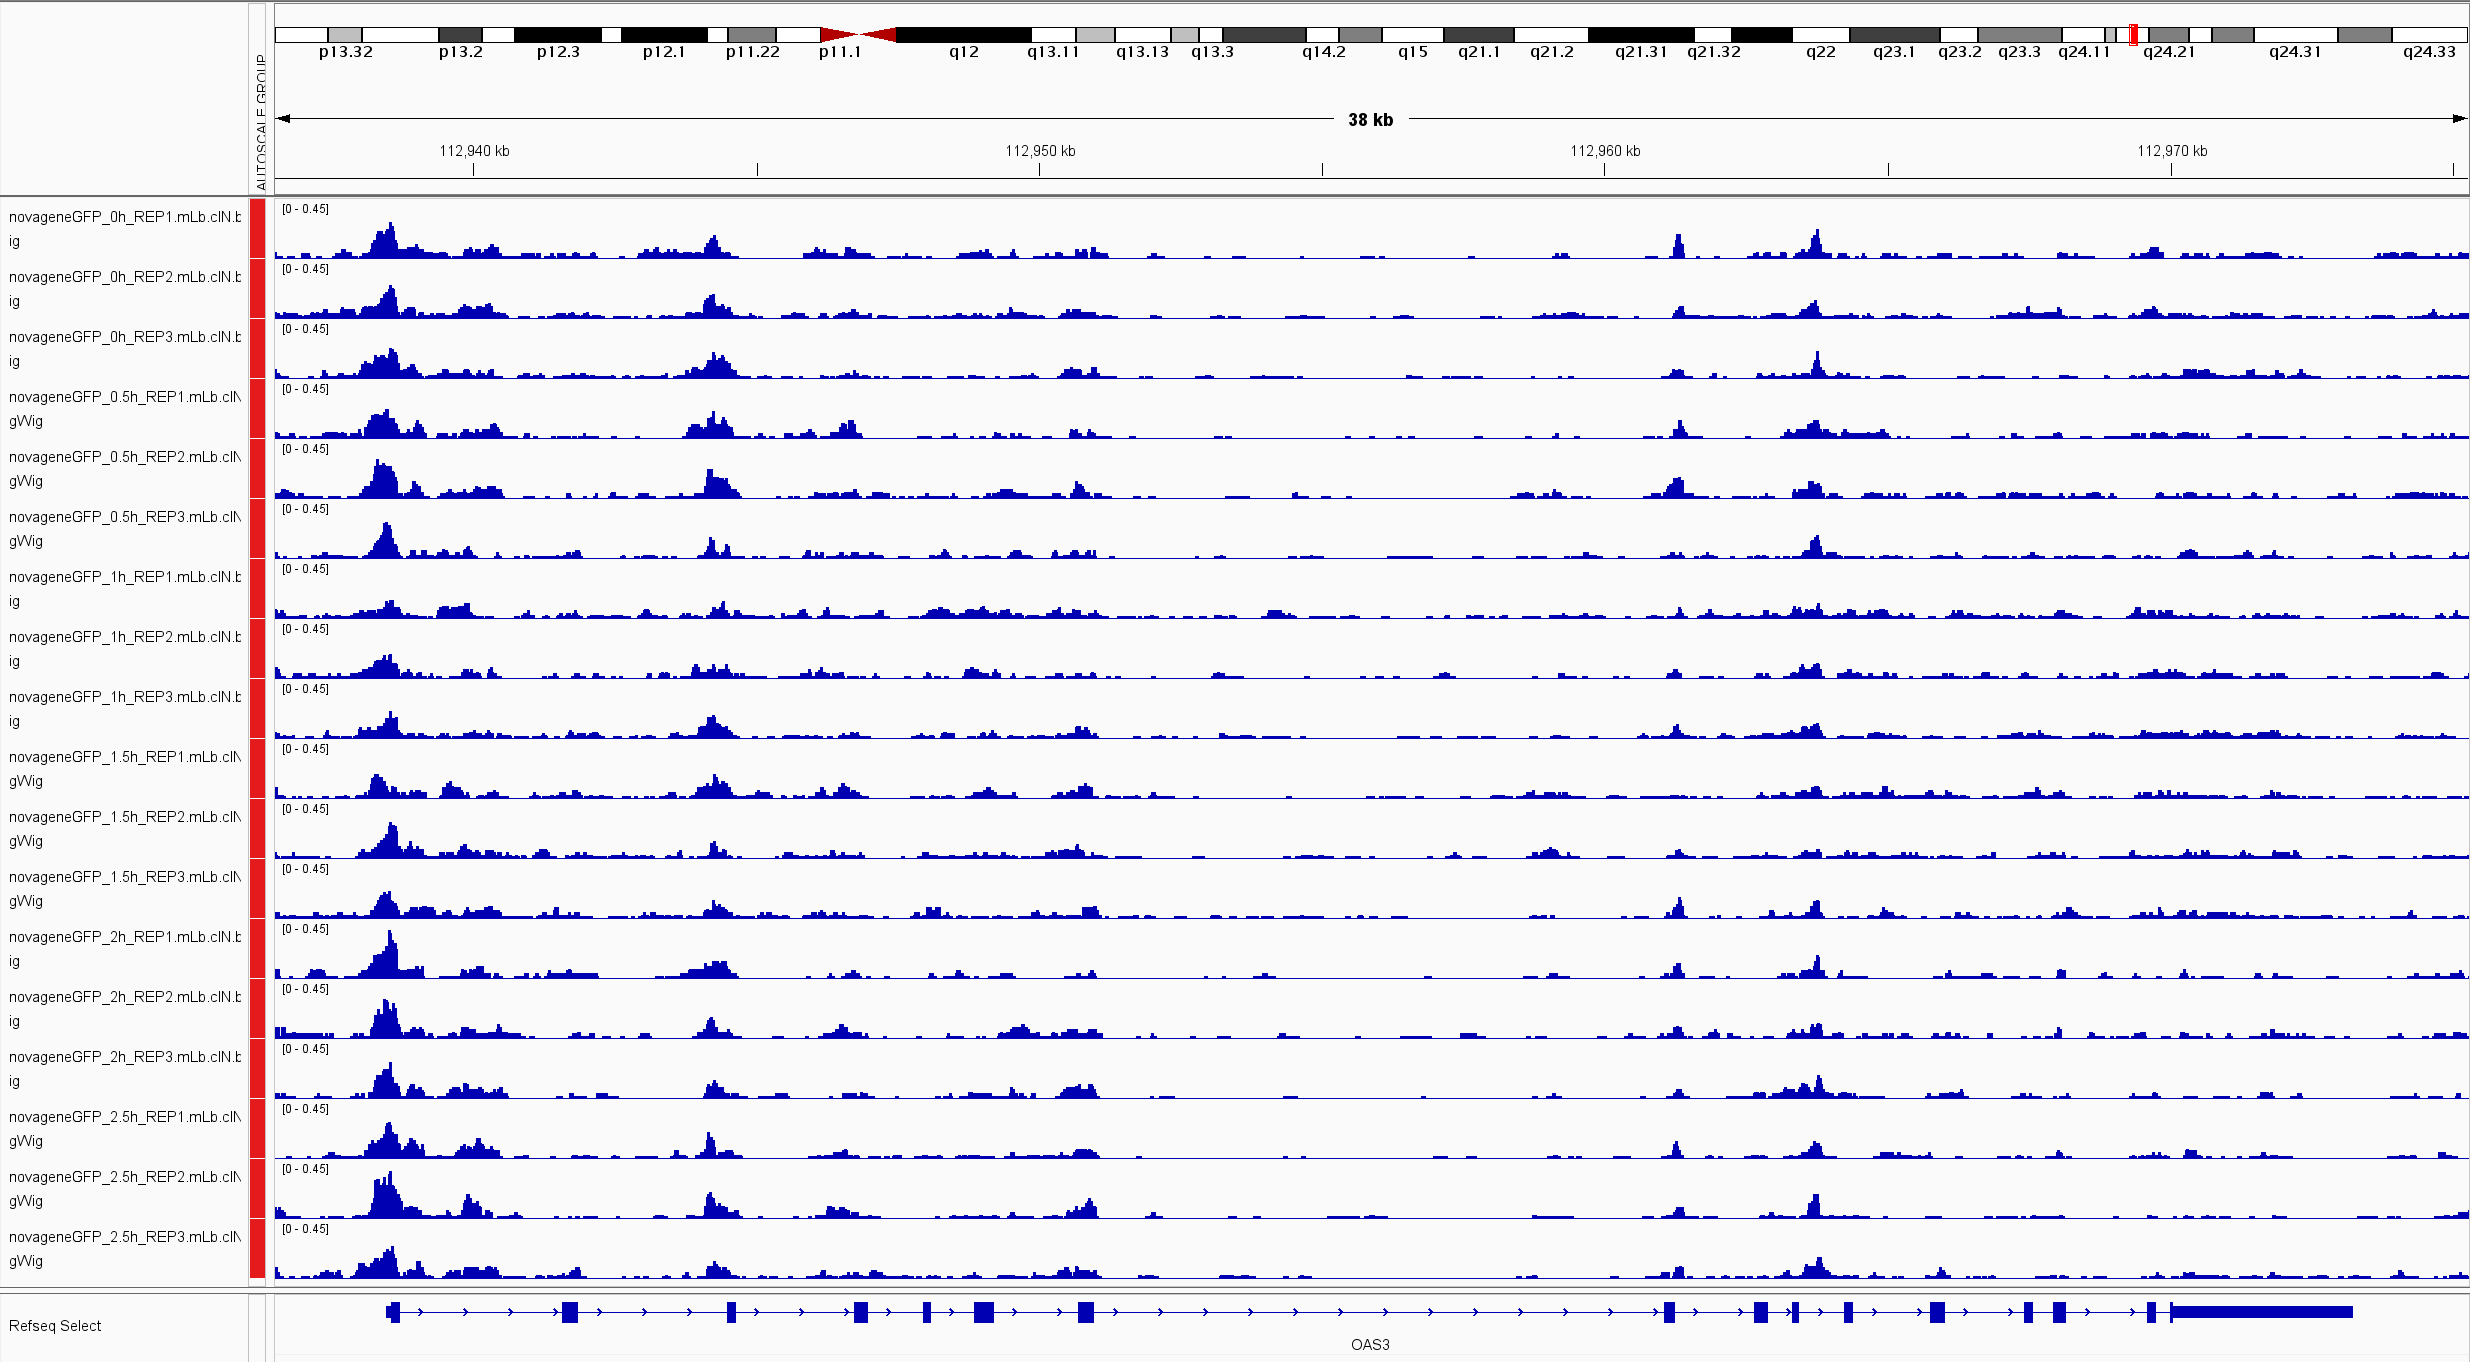 p13.32 p13.2 p12.3 p12.1 p11.22 p11.1 q12 q13.11 q13.13 q13.3 q14.2 q15 q21.1 q21.2 q21.31 q21.32 q22 q23.1 q23.2 q23.3 q24.11 q24.21 q24.31 q24.33
AUTOSCALE GROUP
38 kb
112,940 kb 112,950 kb 112,960 kb 112,970 kb
[0 - 0.45]
novageneGFP_0h_REP1.mLb.clN.b
ig
[0 - 0.45]
novageneGFP_0h_REP2.mLb.clN.b
ig
[0 - 0.45]
novageneGFP_0h_REP3.mLb.clN.b
ig
[0 - 0.45]
novageneGFP_0.5h_REP1.mLb.clN
gWig
[0 - 0.45]
novageneGFP_0.5h_REP2.mLb.clN
gWig
[0 - 0.45]
novageneGFP_0.5h_REP3.mLb.clN
gWig
[0 - 0.45]
novageneGFP_1h_REP1.mLb.clN.b
ig
[0 - 0.45]
novageneGFP_1h_REP2.mLb.clN.b
ig
[0 - 0.45]
novageneGFP_1h_REP3.mLb.clN.b
ig
[0 - 0.45]
novageneGFP_1.5h_REP1.mLb.clN
gWig
[0 - 0.45]
novageneGFP_1.5h_REP2.mLb.clN
gWig
[0 - 0.45]
novageneGFP_1.5h_REP3.mLb.clN
gWig
[0 - 0.45]
novageneGFP_2h_REP1.mLb.clN.b
ig
[0 - 0.45]
novageneGFP_2h_REP2.mLb.clN.b
ig
[0 - 0.45]
novageneGFP_2h_REP3.mLb.clN.b
ig
[0 - 0.45]
novageneGFP_2.5h_REP1.mLb.clN
gWig
[0 - 0.45]
novageneGFP_2.5h_REP2.mLb.clN
gWig
[0 - 0.45]
novageneGFP_2.5h_REP3.mLb.clN
gWig
Refseq Select
OAS3